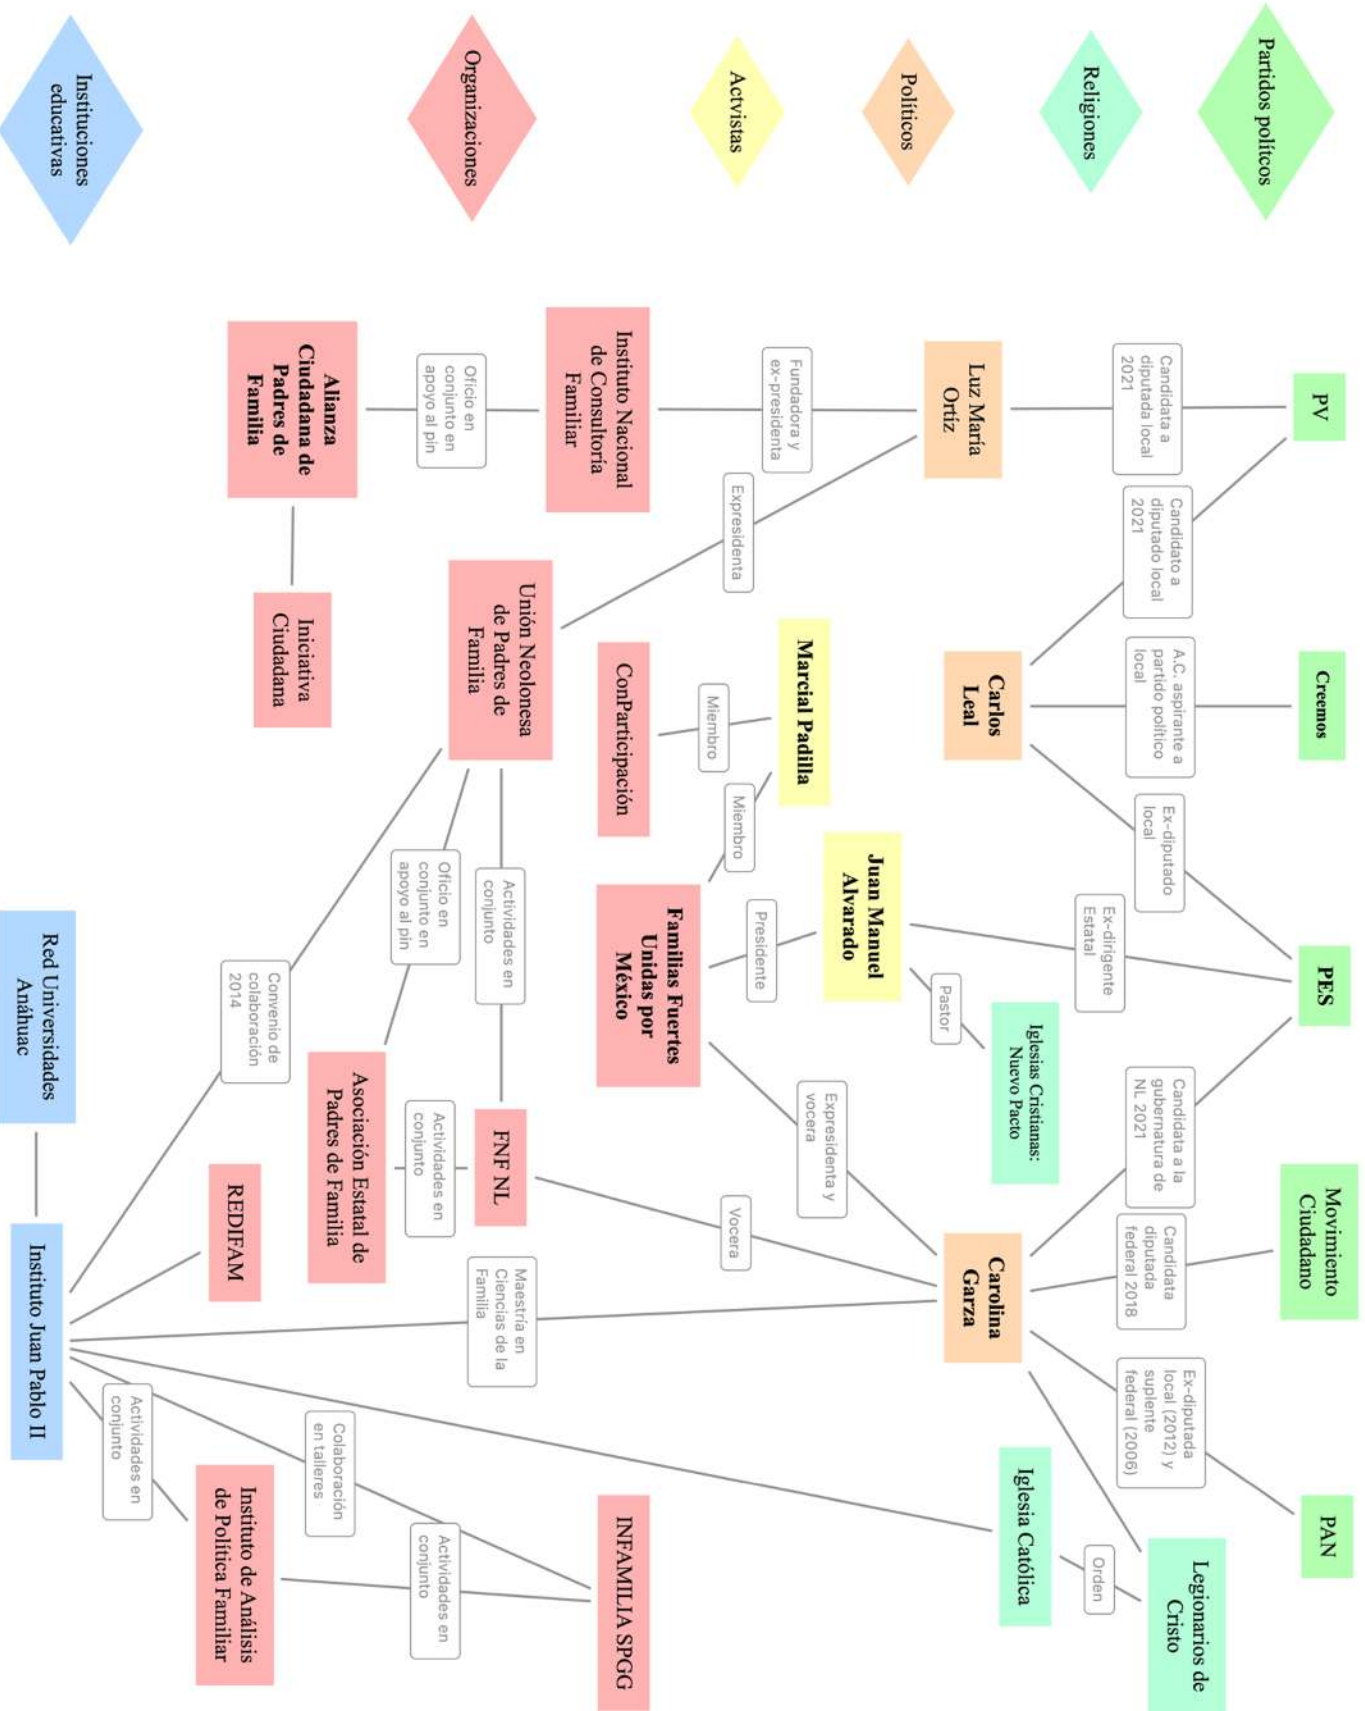 Partidos polítcos
PV
Creemos
PES
Movimiento
Ciudadano
PAN
Candidata a
diputada local
2021
Candidato a
diputado local
2021
A.C. aspirante a
partido político
local
Ex-diputado
local
Ex-dirigente
Estatal
Candidata a la
gubernatura de
NL 2021
Candidata
diputada
federal 2018
Ex-diputada
local (2012) y
suplente
federal (2006)
Legionarios de
Cristo
Religiones
Iglesias Cristianas:
Nuevo Pacto
Iglesia Católica
Orden
Pastor
Políticos
Luz María
Ortíz
Carlos
Leal
Carolina
Garza
Fundadora y
ex-presidenta
Expresidenta
Actvistas
Marcial Padilla
Juan Manuel
Alvarado
Miembro
Miembro
Presidente
Expresidenta y
vocera
Vocera
Organizaciones
Instituto Nacional
de Consultoría
Familiar
ConParticipación
Familias Fuertes
Unidas por
México
INFAMILIA SPGG
Oficio en
conjunto en
apoyo al pin
Unión Neolonesa
de Padres de
Familia
Actividades en
conjunto
FNF NL
Maestría en
Ciencias de la
Familia
Oficio en
conjunto en
apoyo al pin
Actividades en
conjunto
Actividades en
conjunto
Alianza
Ciudadana de
Padres de
Familia
Iniciativa
Ciudadana
Asociación Estatal de
Padres de Familia
Colaboración
en talleres
Convenio de
colaboración
2014
REDIFAM
Instituto de Análisis
de Política Familiar
Actividades en
conjunto
Instituciones
educativas
Red Universidades
Anáhuac
Instituto Juan Pablo II